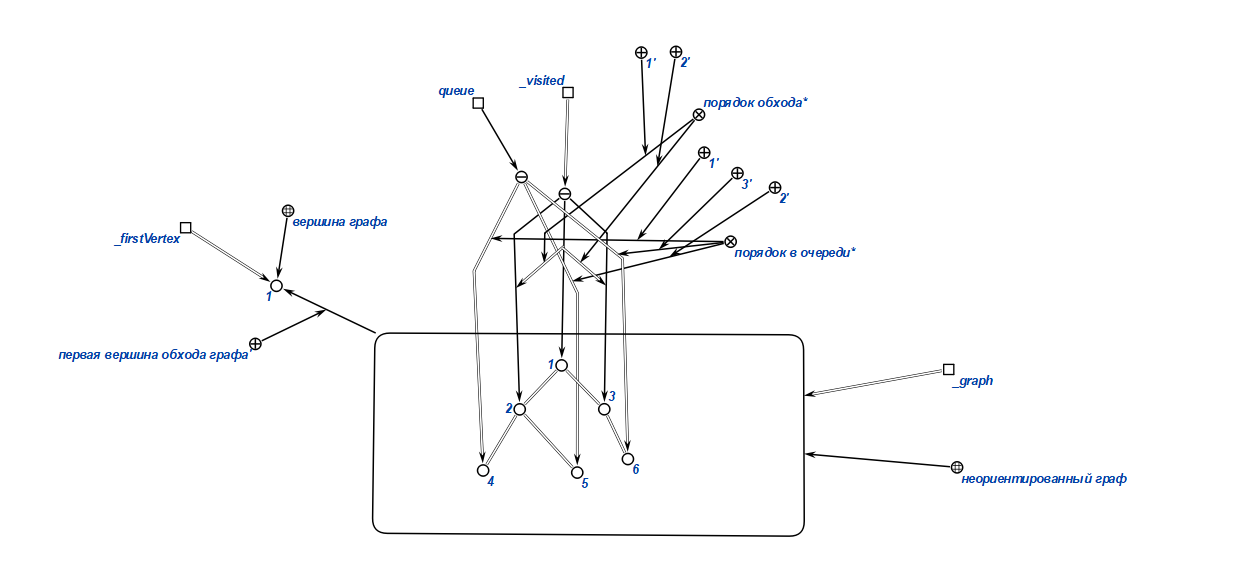 1'
2'
_visited
queue
порядок обхода*
1'
3'
2'
вершина графа
_firstVertex
порядок в очереди*
1
первая вершина обхода графа'
1
_graph
3
2
6
неориентированный граф
4
5